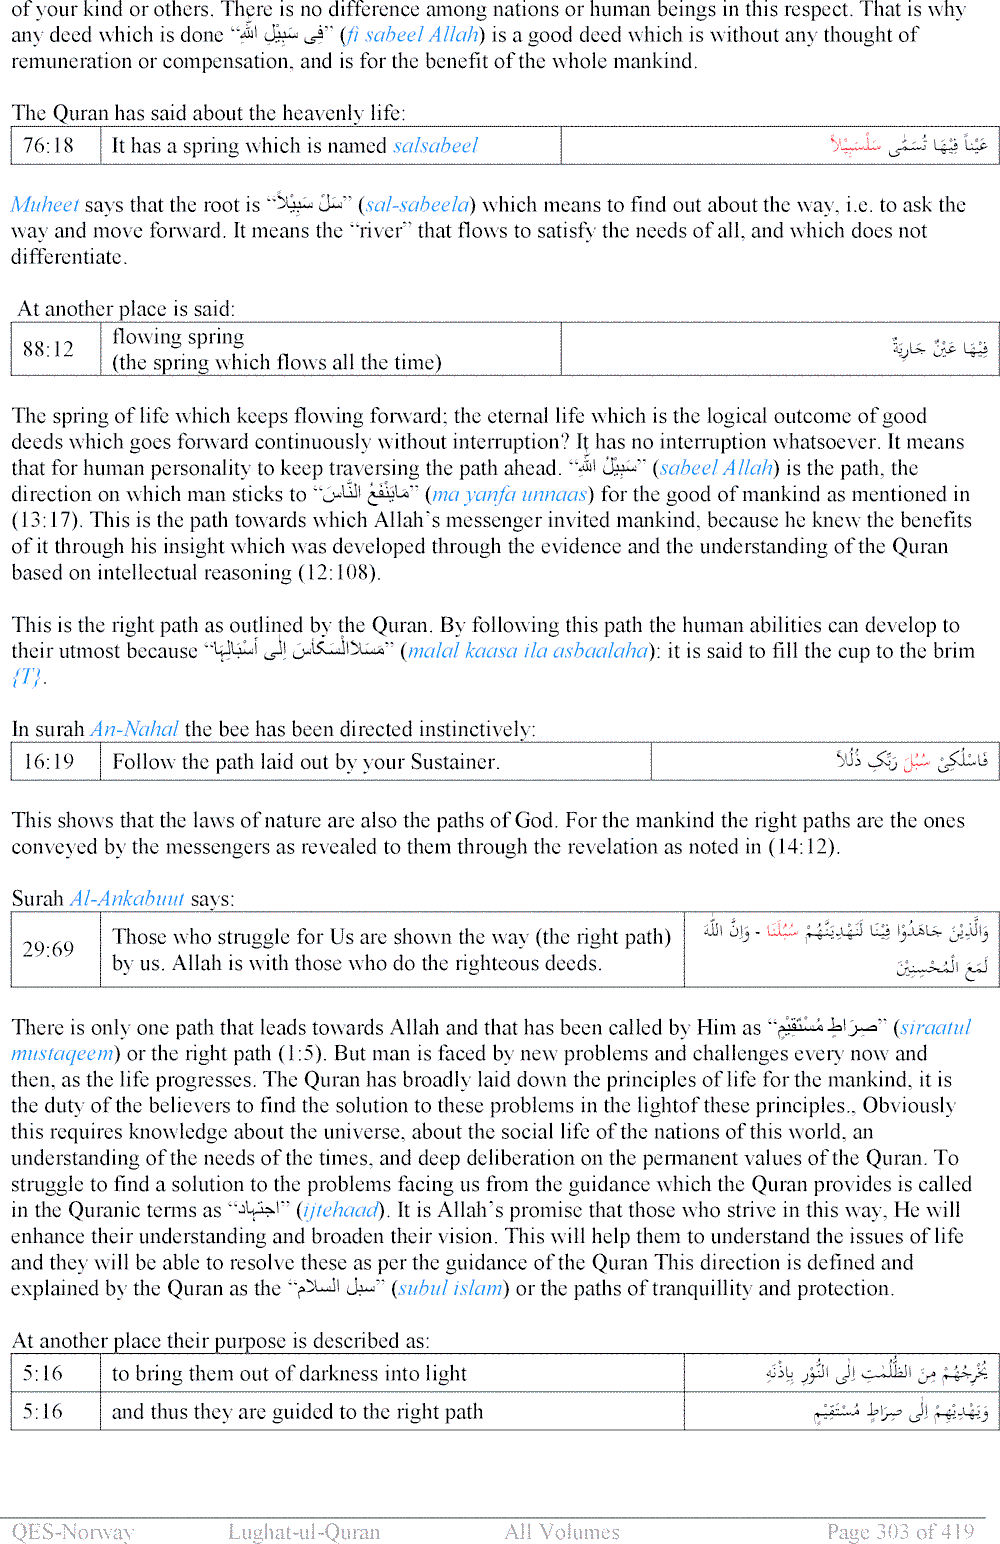 of your kind or others. There is no difference among nations or human beings in this respect. That is why
any deed which is done “فِی سَبِیْلِ اللّٰہِ” (fi sabeel Allah) is a good deed which is without any thought of
remuneration or compensation, and is for the benefit of the whole mankind.
The Quran has said about the heavenly life:
76:18 It has a spring which is named salsabeel عَیْناً فِیْہَا تُسَمّٰی سَلْسَبِیْلاً
Muheet says that the root is “سَلْ سَبِیْلاً” (sal-sabeela) which means to find out about the way, i.e. to ask the
way and move forward. It means the “river” that flows to satisfy the needs of all, and which does not
differentiate.
At another place is said:
88:12 flowing spring فِیْہَا عَیْنٌ جَارِیَۃٌ
(the spring which flows all the time)
The spring of life which keeps flowing forward; the eternal life which is the logical outcome of good
deeds which goes forward continuously without interruption? It has no interruption whatsoever. It means
that for human personality to keep traversing the path ahead. “سَبِیْلُ اللّٰہِ” (sabeel Allah) is the path, the
direction on which man sticks to “مَایَنْفَعُ النَّاسَ” (ma yanfa unnaas) for the good of mankind as mentioned in
(13:17). This is the path towards which Allah’s messenger invited mankind, because he knew the benefits
of it through his insight which was developed through the evidence and the understanding of the Quran
based on intellectual reasoning (12:108).
This is the right path as outlined by the Quran. By following this path the human abilities can develop to
their utmost because “مَسَلاالْسَکَاْسَ اِلٰی أَسْبَالِہَا” (malal kaasa ila asbaalaha): it is said to fill the cup to the brim
{T}.
In surah An-Nahal the bee has been directed instinctively:
16:19 Follow the path laid out by your Sustainer. فَاسْلُکِیْ سُبُلَ رَبِّکِ ذُلُلاً
This shows that the laws of nature are also the paths of God. For the mankind the right paths are the ones
conveyed by the messengers as revealed to them through the revelation as noted in (14:12).
Surah Al-Ankabuut says:
29:69 Those who struggle for Us are shown the way (the right path) وَالَّذِیْنَ جَاھَدُوْا فِیْنَا لَنَہْدِیَنَّھُمْ سُبُلَنَا - وَاِنَّ اللّٰہَ
by us. Allah is with those who do the righteous deeds. لَمَعَ الْمُحْسِنِیْنَ
There is only one path that leads towards Allah and that has been called by Him as “صِرَاطٍ مُسْتَقِیْمٍ” (siraatul
mustaqeem) or the right path (1:5). But man is faced by new problems and challenges every now and
then, as the life progresses. The Quran has broadly laid down the principles of life for the mankind, it is
the duty of the believers to find the solution to these problems in the lightof these principles., Obviously
this requires knowledge about the universe, about the social life of the nations of this world, an
understanding of the needs of the times, and deep deliberation on the permanent values of the Quran. To
struggle to find a solution to the problems facing us from the guidance which the Quran provides is called
in the Quranic terms as “اجتہاد” (ijtehaad). It is Allah’s promise that those who strive in this way, He will
enhance their understanding and broaden their vision. This will help them to understand the issues of life
and they will be able to resolve these as per the guidance of the Quran This direction is defined and
explained by the Quran as the “سبل السلام” (subul islam) or the paths of tranquillity and protection.
At another place their purpose is described as:
5:16 to bring them out of darkness into light یُخْرِجُھُمْ مِنَ الظُّلُمٰتِ اِلَی النُّوْرِ بِاِذْنَہِ
5:16 and thus they are guided to the right path وَیَھْدِیْھِمْ اِلٰی صِرَاطٍ مُسْتَقِیْمٍ
QES-Norway Lughat-ul-Quran All Volumes Page 303 of 419